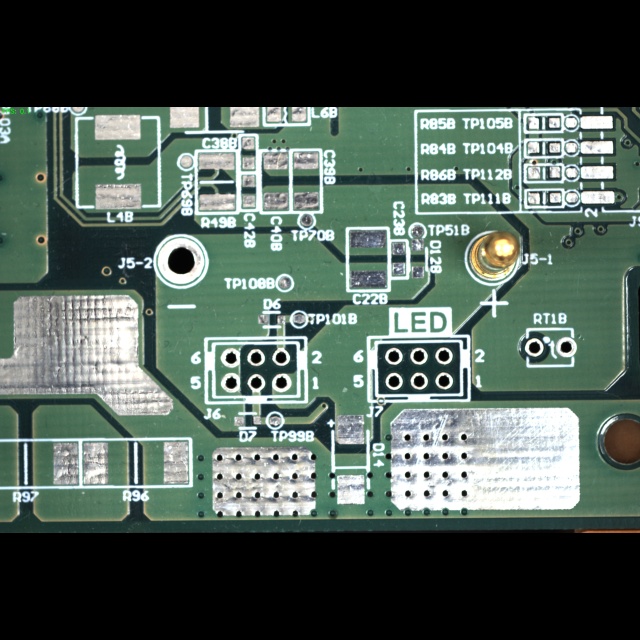 L6B
R85B TP105B
C38B
R84B TP104B
C39B
R86B TP112B
TP69B
R83B TP111B
L4B
R49B
C42B
C40B
TP70B
C23B
TP51B
D12B
J5-2
J5-1
TP108B
C22B
D6
TP101B
LED
RT1B
6 2
6 2
5 1
5 1
J6
J7
D7
TP99B
D14
R97
R96